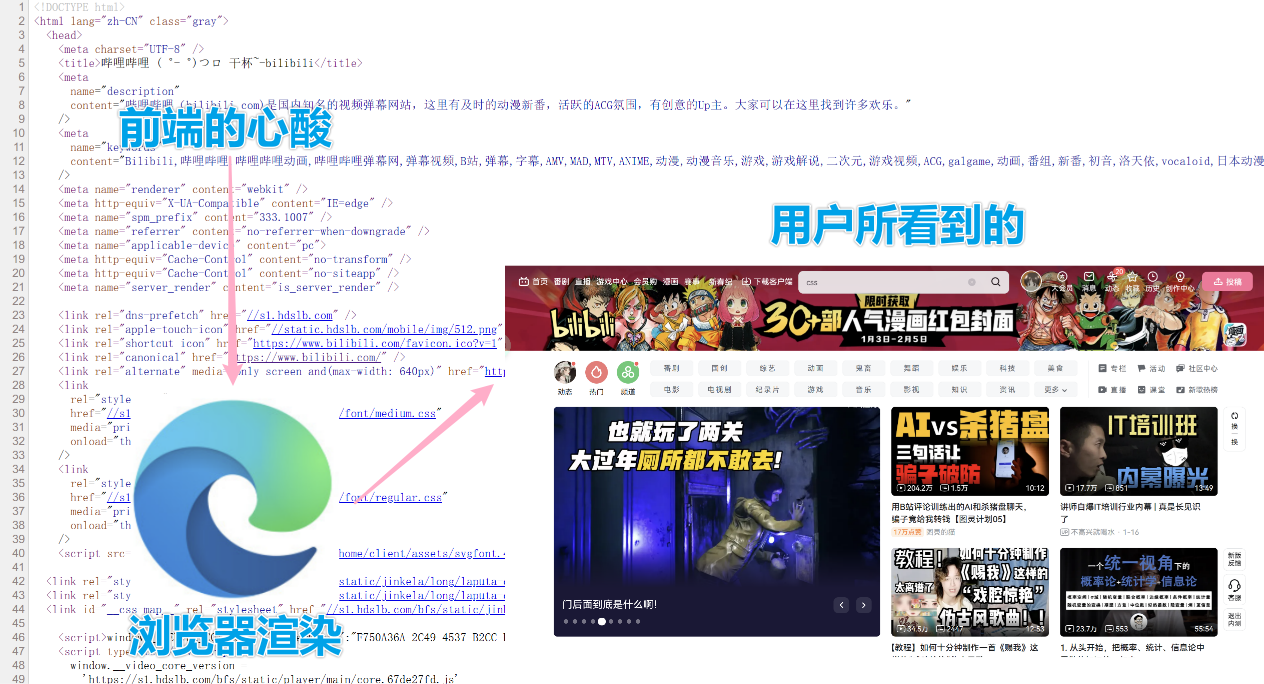 1 <!DOCTYPE html>
2 <html lang="zh-CN" class="gray">
3 <head>
4 <meta charset="UTF-8" />
5 <title>哔哩哔哩 ( ゜- ゜)つロ 干杯~-bilibili</title>
6 <meta
7 name="description"
8 content="哔哩哔哩 (bilibili.com)是国内知名的视频弹幕网站，这里有及时的动漫新番，活跃的ACG氛围，有创意的Up主。大家可以在这里找到许多欢乐。"
9 />
前端的心酸
10 <meta
11 name="keywords"
12 content="Bilibili,哔哩哔哩,哔哩哔哩动画,哔哩哔哩弹幕网,弹幕视频,B站,弹幕,字幕,AMV,MAD,MTV,ANIME,动漫,动漫音乐,游戏,游戏解说,二次元,游戏视频,ACG,galgame,动画,番组,新番,初音,洛天依,vocaloid,日本动漫
13 />
14 <meta name="renderer" content="webkit" />
15 <meta http-equiv="X-UA-Compatible" content="IE=edge" />
16 <meta name="spm_prefix" content="333.1007" />
17 <meta name="referrer" content="no-referrer-when-downgrade" />
18 <meta name="applicable-device" content="pc">
19 <meta http-equiv="Cache-Control" content="no-transform" />
20 <meta http-equiv="Cache-Control" content="no-siteapp" />
21 <meta name="server_render" content="is_server_render" />
22
23 <link rel="dns-prefetch" href="//s1.hdslb.com" />
24 <link rel="apple-touch-icon" href="//static.hdslb.com/mobile/img/512.png"
25 <link rel="shortcut icon" href="https://www.bilibili.com/favicon.ico?v=1"
26 <link rel="canonical" href="https://www.bilibili.com/" />
27 <link rel="alternate" media="only screen and(max-width: 640px)" href="http
28 <link
29 rel="style
30 href="//s1 /font/medium.css"
31 media="pri
32 onload="th
33 />
34 <link
35 rel="style
36 href="//s1 /font/regular.css"
37 media="pri
38 onload="th
39 />
40 <script src home/client/assets/svgfont.
41
42 <link rel="sty static/jinkela/long/laputa
43 <link rel="sty static/jinkela/long/laputa
44 <link id="__css_map__" rel="stylesheet" href="//s1.hdslb.com/bfs/static/jink
45
浏览器渲染
46 <script>window :"F750A36A 2C49 4537 B2CC
47 <script type
48 window.__video_core_version
49 'https://s1.hdslb.com/bfs/static/player/main/core.67de27fd.js'
用户所看到的
首页 番剧 直播 游戏中心 会员购 漫画 赛事 新春纪 下载客户端
css
大会员 消息 动态 收藏 历史 创作中心
20
投稿
bilibili
限时获取
30+部人气漫画红包封面
1月3日-2月5日
动态 热门 频道
番剧 国创 综艺 动画 鬼畜 舞蹈 娱乐 科技 美食
电影 电视剧 纪录片 游戏 音乐 影视 知识 资讯 更多
专栏 活动 社区中心
直播 课堂 新歌热榜
也就玩了两关
大过年厕所都不敢去!
门后面到底是什么啊!
AI vs 杀猪盘
三句话让
骗子破防
204.2万 1.5万 10:12
用B站评论训练出的AI和杀猪盘聊天，
骗子竟给我转钱【图灵计划05】
17万点赞 图灵的猫
IT培训班
内幕曝光
17.7万 851 13:49
讲师自爆IT培训行业内幕 | 真是长见识
了
不高兴就喝水 · 1-16
换
一
换
教程!
太离谱了
如何十分钟制作
《赐我》这样的
“戏腔惊艳”
伪古风歌曲!!
34.5万 2447 12:53
【教程】如何十分钟制作一首《赐我》这
一个统一视角下的
概率论+统计学+信息论
23.7万 553 55:54
1. 从头开始，把概率、统计、信息论中
新版
反馈
客服
退出
内测